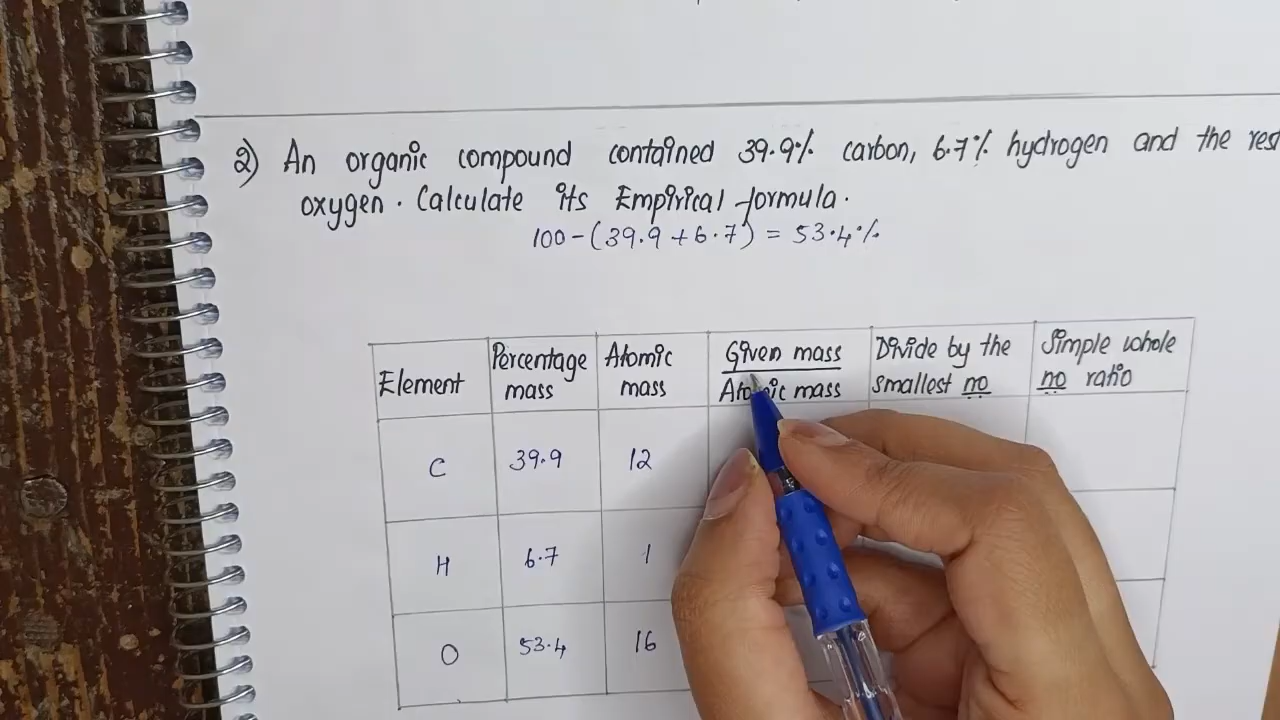 2) An organic compound contained 39.9% carbon, 6.7% hydrogen and the rest
oxygen. Calculate its Empirical formula.
100-(39.9+6.7) = 53.4%
Element
Percentage
mass
Atomic
mass
Given mass
Atomic mass
Divide by the
smallest no
Simple whole
no ratio
C 39.9 12
H 6.7 1
O 53.4 16